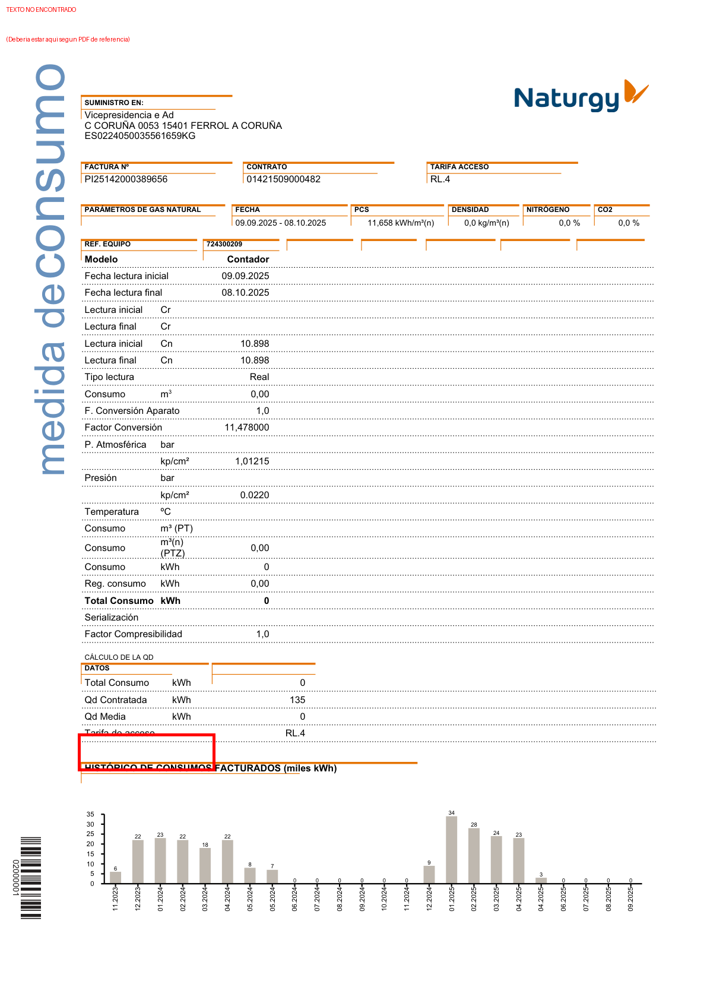 TEXTO NO ENCONTRADO
(Deberia estar aqui segun PDF de referencia)
medida de consumo
Naturgy
SUMINISTRO EN:
Vicepresidencia e Ad
C CORUÑA 0053 15401 FERROL A CORUÑA
ES0224050035561659KG
FACTURA Nº CONTRATO TARIFA ACCESO
PI25142000389656 01421509000482 RL.4
PARÁMETROS DE GAS NATURAL FECHA PCS DENSIDAD NITRÓGENO CO2
09.09.2025 - 08.10.2025 11,658 kWh/m³(n) 0,0 kg/m³(n) 0,0 % 0,0 %
REF. EQUIPO 724300209
Modelo Contador
Fecha lectura inicial 09.09.2025
Fecha lectura final 08.10.2025
Lectura inicial Cr
Lectura final Cr
Lectura inicial Cn 10.898
Lectura final Cn 10.898
Tipo lectura Real
Consumo m³ 0,00
F. Conversión Aparato 1,0
Factor Conversión 11,478000
P. Atmosférica bar
kp/cm² 1,01215
Presión bar
kp/cm² 0.0220
Temperatura ºC
Consumo m³ (PT)
Consumo m³(n) (PTZ) 0,00
Consumo kWh 0
Reg. consumo kWh 0,00
Total Consumo kWh 0
Serialización
Factor Compresibilidad 1,0
CÁLCULO DE LA QD
DATOS
Total Consumo kWh 0
Qd Contratada kWh 135
Qd Media kWh 0
Tarifa de acceso RL.4
HISTÓRICO DE CONSUMOS FACTURADOS (miles kWh)
35
30
25
20
15
10
5
0
6 22 23 22 18 22 8 7 0 0 0 0 0 0 9 34 28 24 23 3 0 0 0 0
11.2023 12.2023 01.2024 02.2024 03.2024 04.2024 05.2024 05.2024 06.2024 07.2024 08.2024 09.2024 10.2024 11.2024 12.2024 01.2025 02.2025 03.2025 04.2025 04.2025 06.2025 07.2025 08.2025 09.2025
02000001